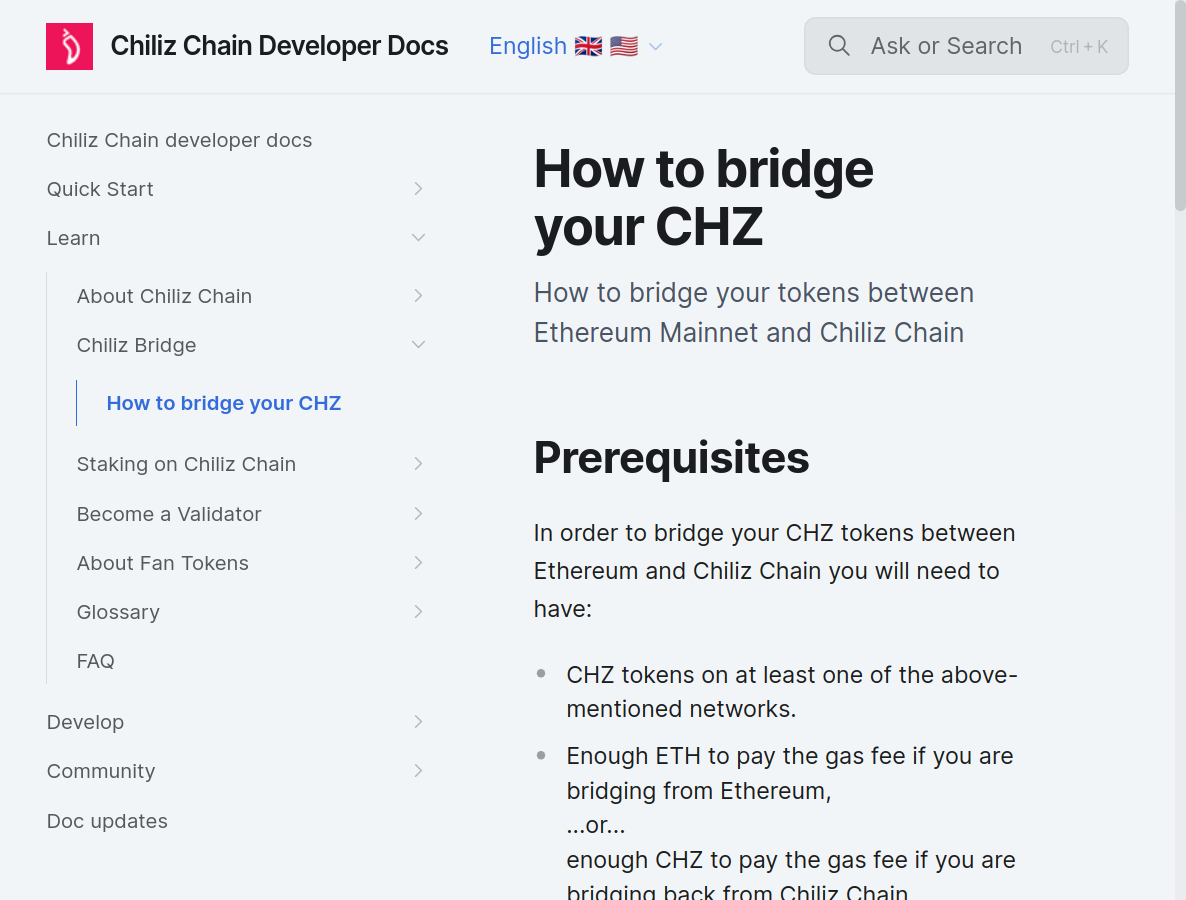 Chiliz Chain Developer Docs
English 🇬🇧 🇺🇸
Ask or Search Ctrl + K
Chiliz Chain developer docs
Quick Start
Learn
About Chiliz Chain
Chiliz Bridge
How to bridge your CHZ
Staking on Chiliz Chain
Become a Validator
About Fan Tokens
Glossary
FAQ
Develop
Community
Doc updates
How to bridge
your CHZ
How to bridge your tokens between
Ethereum Mainnet and Chiliz Chain
Prerequisites
In order to bridge your CHZ tokens between
Ethereum and Chiliz Chain you will need to
have:
CHZ tokens on at least one of the above-
mentioned networks.
Enough ETH to pay the gas fee if you are
bridging from Ethereum,
...or...
enough CHZ to pay the gas fee if you are
bridging back from Chiliz Chain